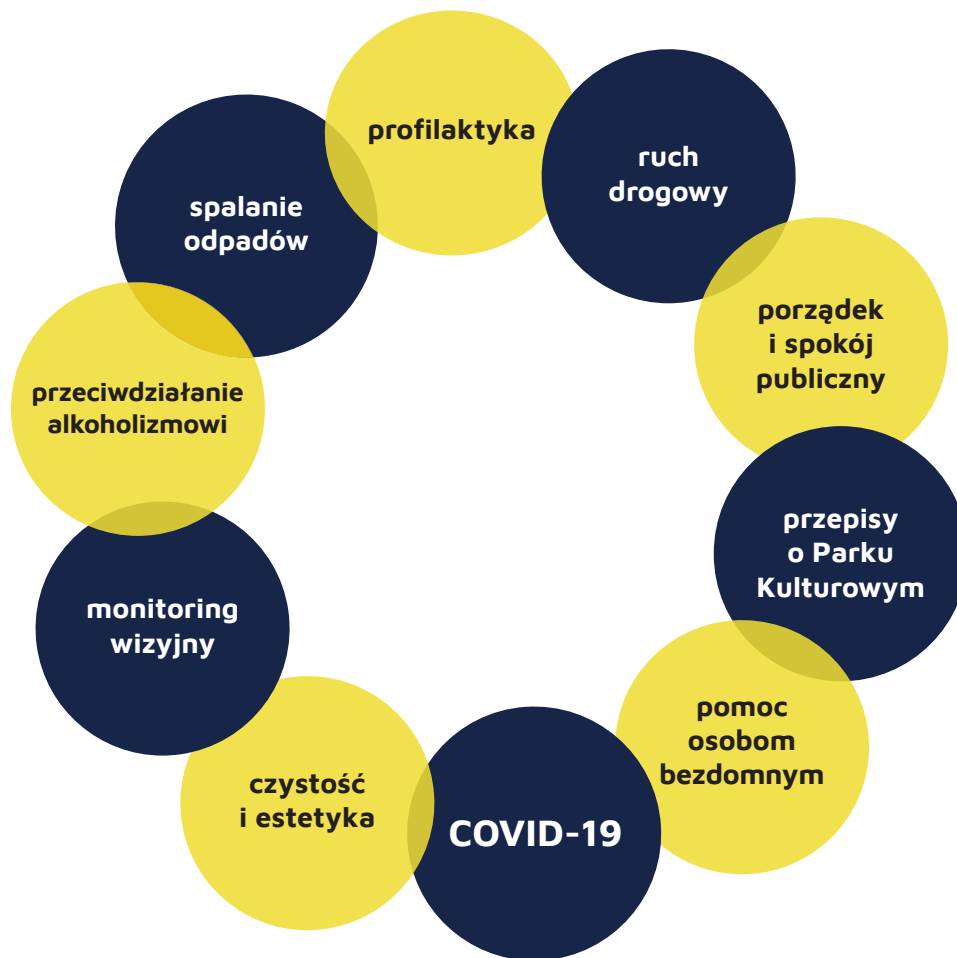 profilaktyka
ruch
drogowy
porządek
i spokój
publiczny
przepisy
o Parku
Kulturowym
pomoc
osobom
bezdomnym
COVID-19
czystość
i estetyka
monitoring
wizyjny
przeciwdziałanie
alkoholizmowi
spalanie
odpadów